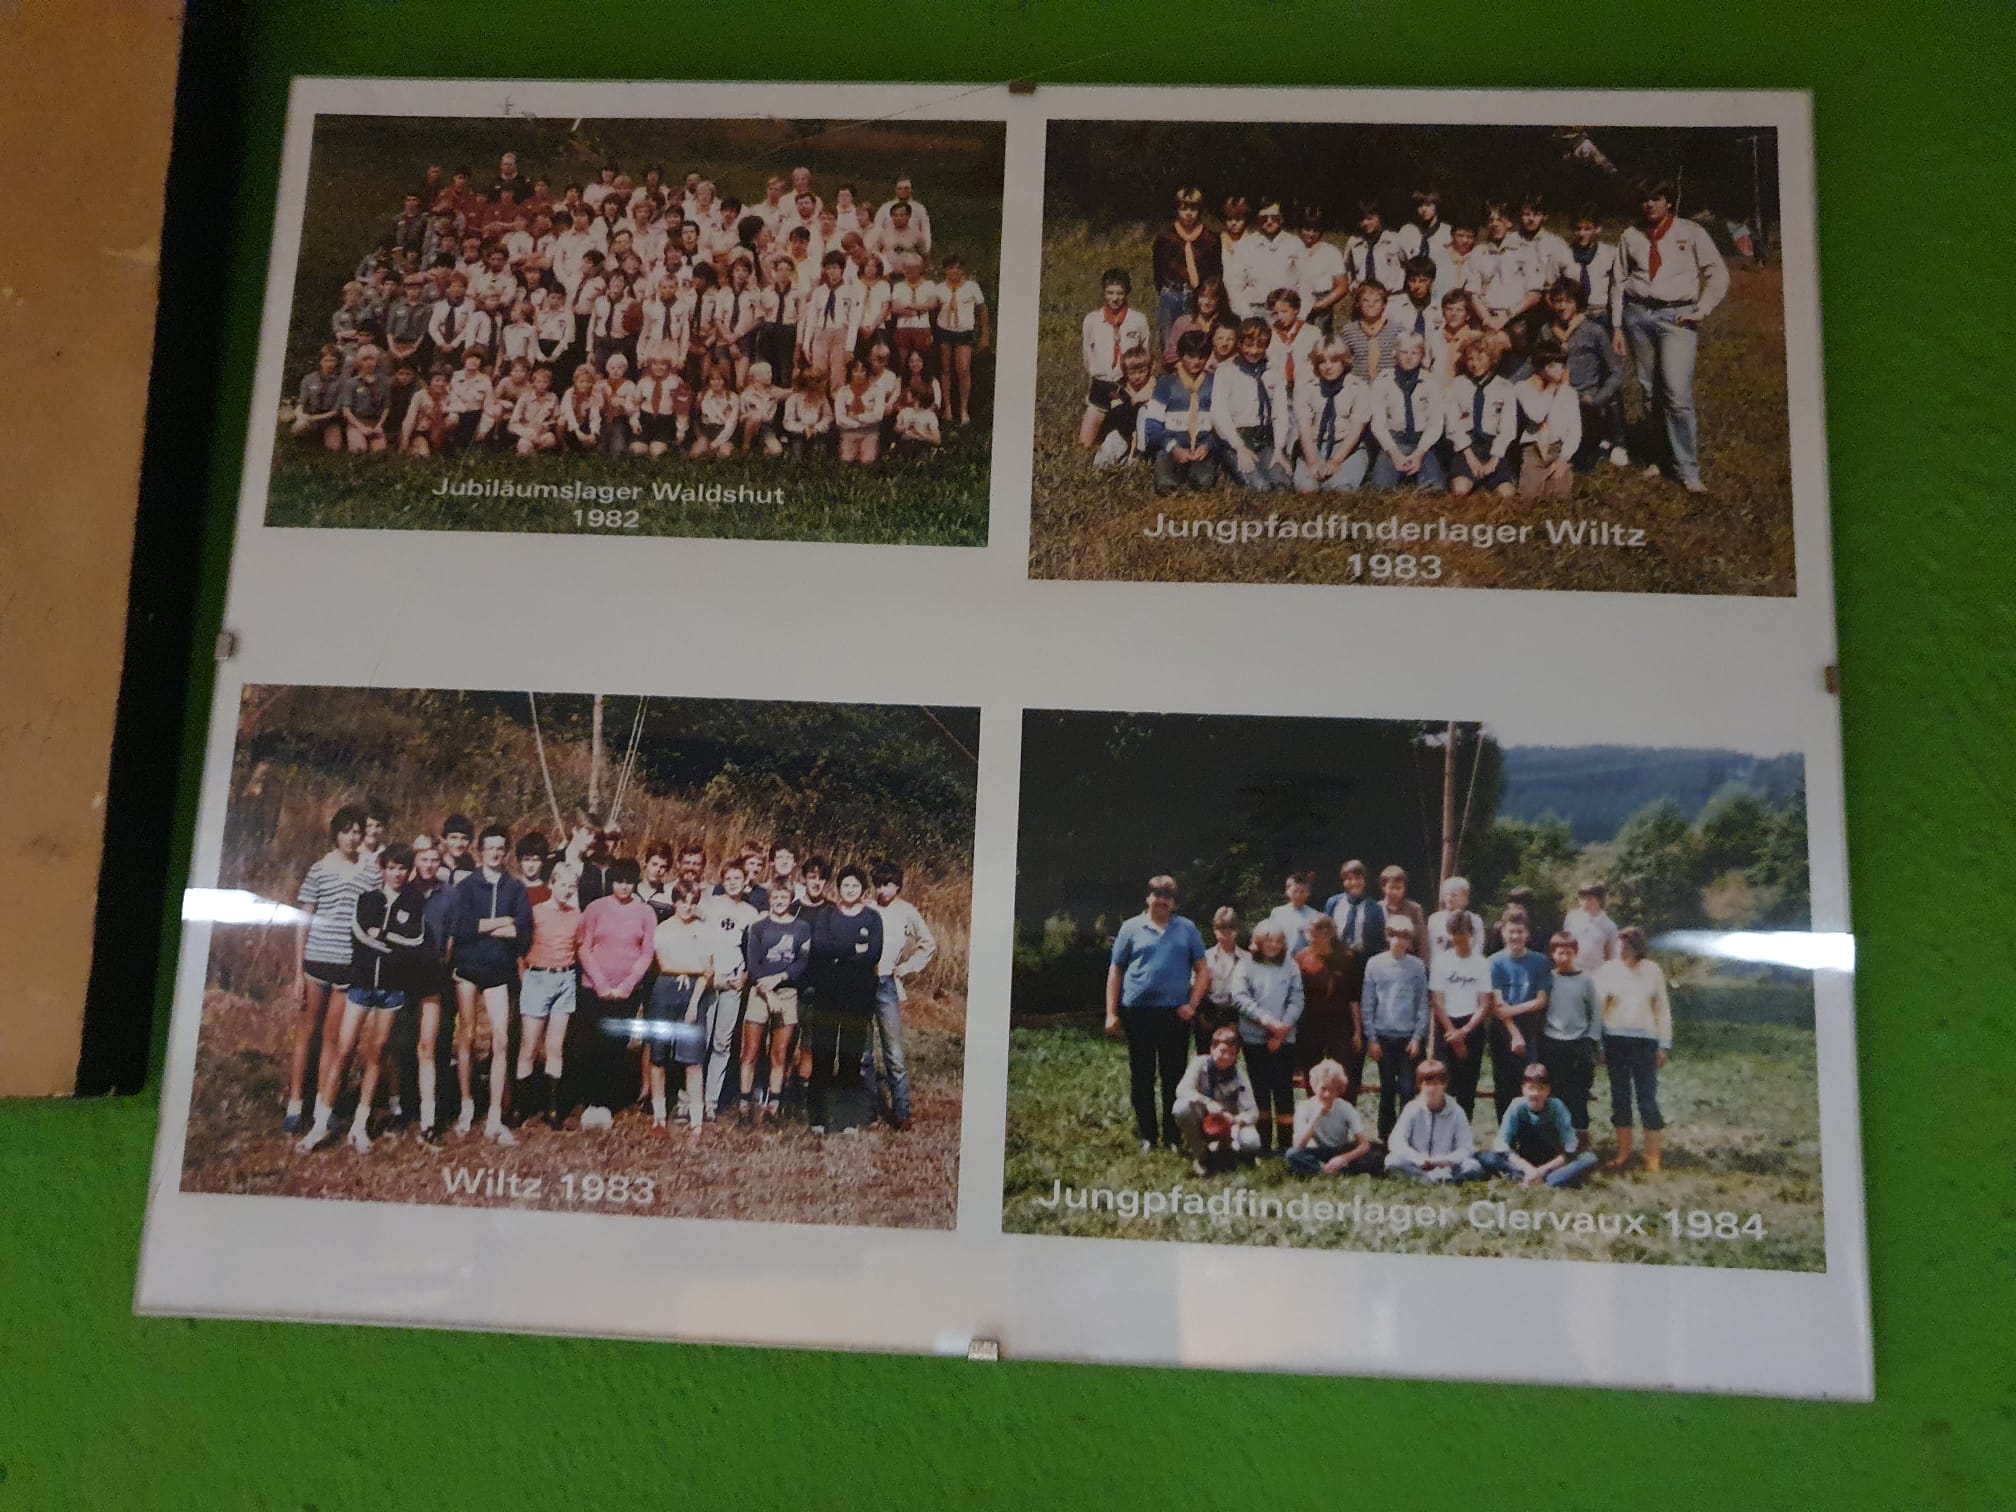 Jubiläumslager Waldshut
1982
Jungpfadfinderlager Wiltz
1983
Wiltz 1983
Jungpfadfinderlager Clervaux 1984